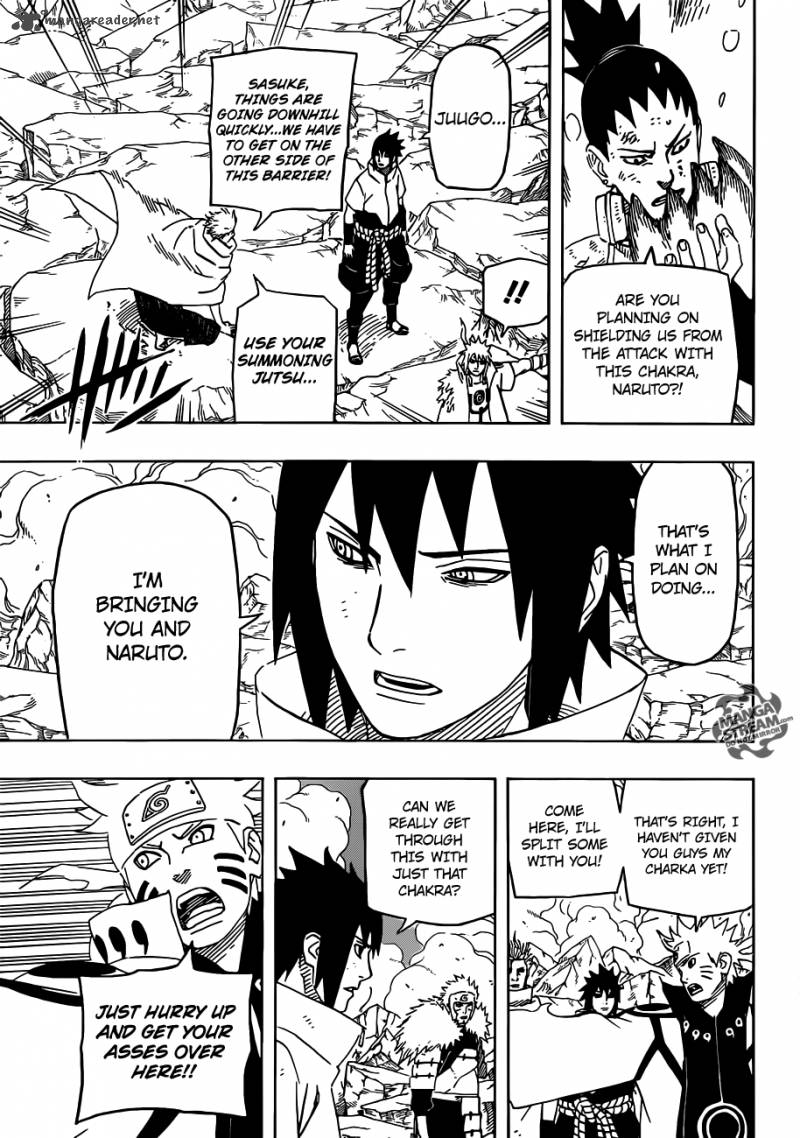 mangareader.net
ARE YOU
PLANNING ON
SHIELDING US FROM
THE ATTACK WITH
THIS CHAKRA,
NARUTO?!
JUUGO...
SASUKE,
THINGS ARE
GOING DOWNHILL
QUICKLY...WE HAVE
TO GET ON THE
OTHER SIDE OF
THIS BARRIER!
!!
USE YOUR
SUMMONING
JUTSU...
THAT'S
WHAT I
PLAN ON
DOING...
I'M
BRINGING
YOU AND
NARUTO.
MANGA
STREAM.com
DO NOT MIRROR
THAT'S RIGHT, I
HAVEN'T GIVEN
YOU GUYS MY
CHARKA YET!
COME
HERE, I'LL
SPLIT SOME
WITH YOU!
CAN WE
REALLY GET
THROUGH
THIS WITH
JUST THAT
CHAKRA?
JUST HURRY UP
AND GET YOUR
ASSES OVER
HERE!!